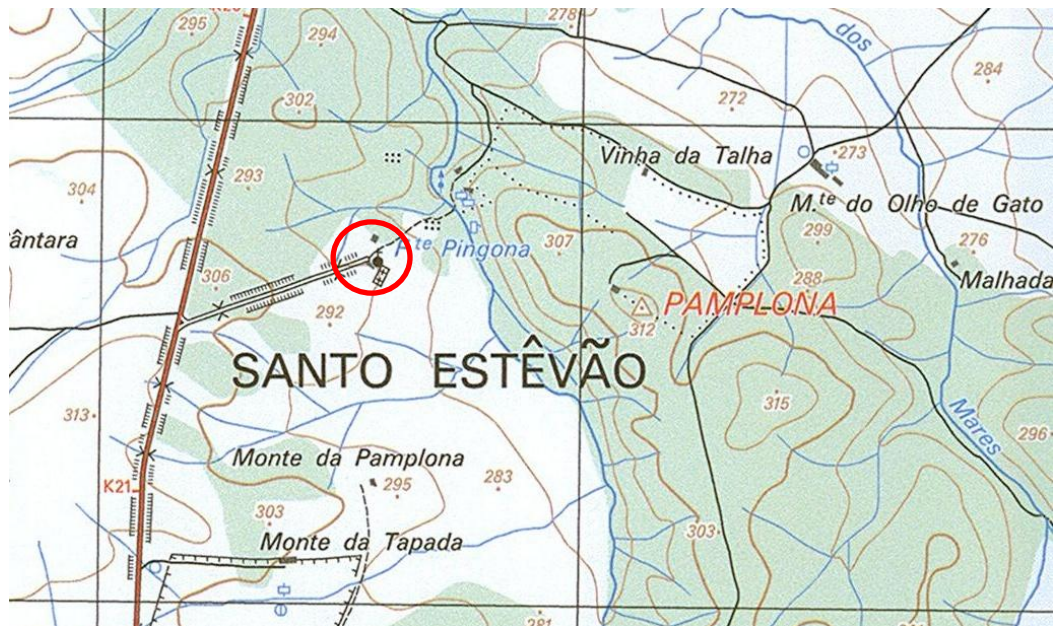 295
294
278
dos
284
302
272
Vinha da Talha
273
304
293
M.te do Olho de Gato
299
ântara
F.te Pingona
307
276
306
288
Malhada
292
312
PAMPLONA
SANTO ESTÊVÃO
313
315
Mares
296
Monte da Pamplona
295
283
K21
303
Monte da Tapada
303
281